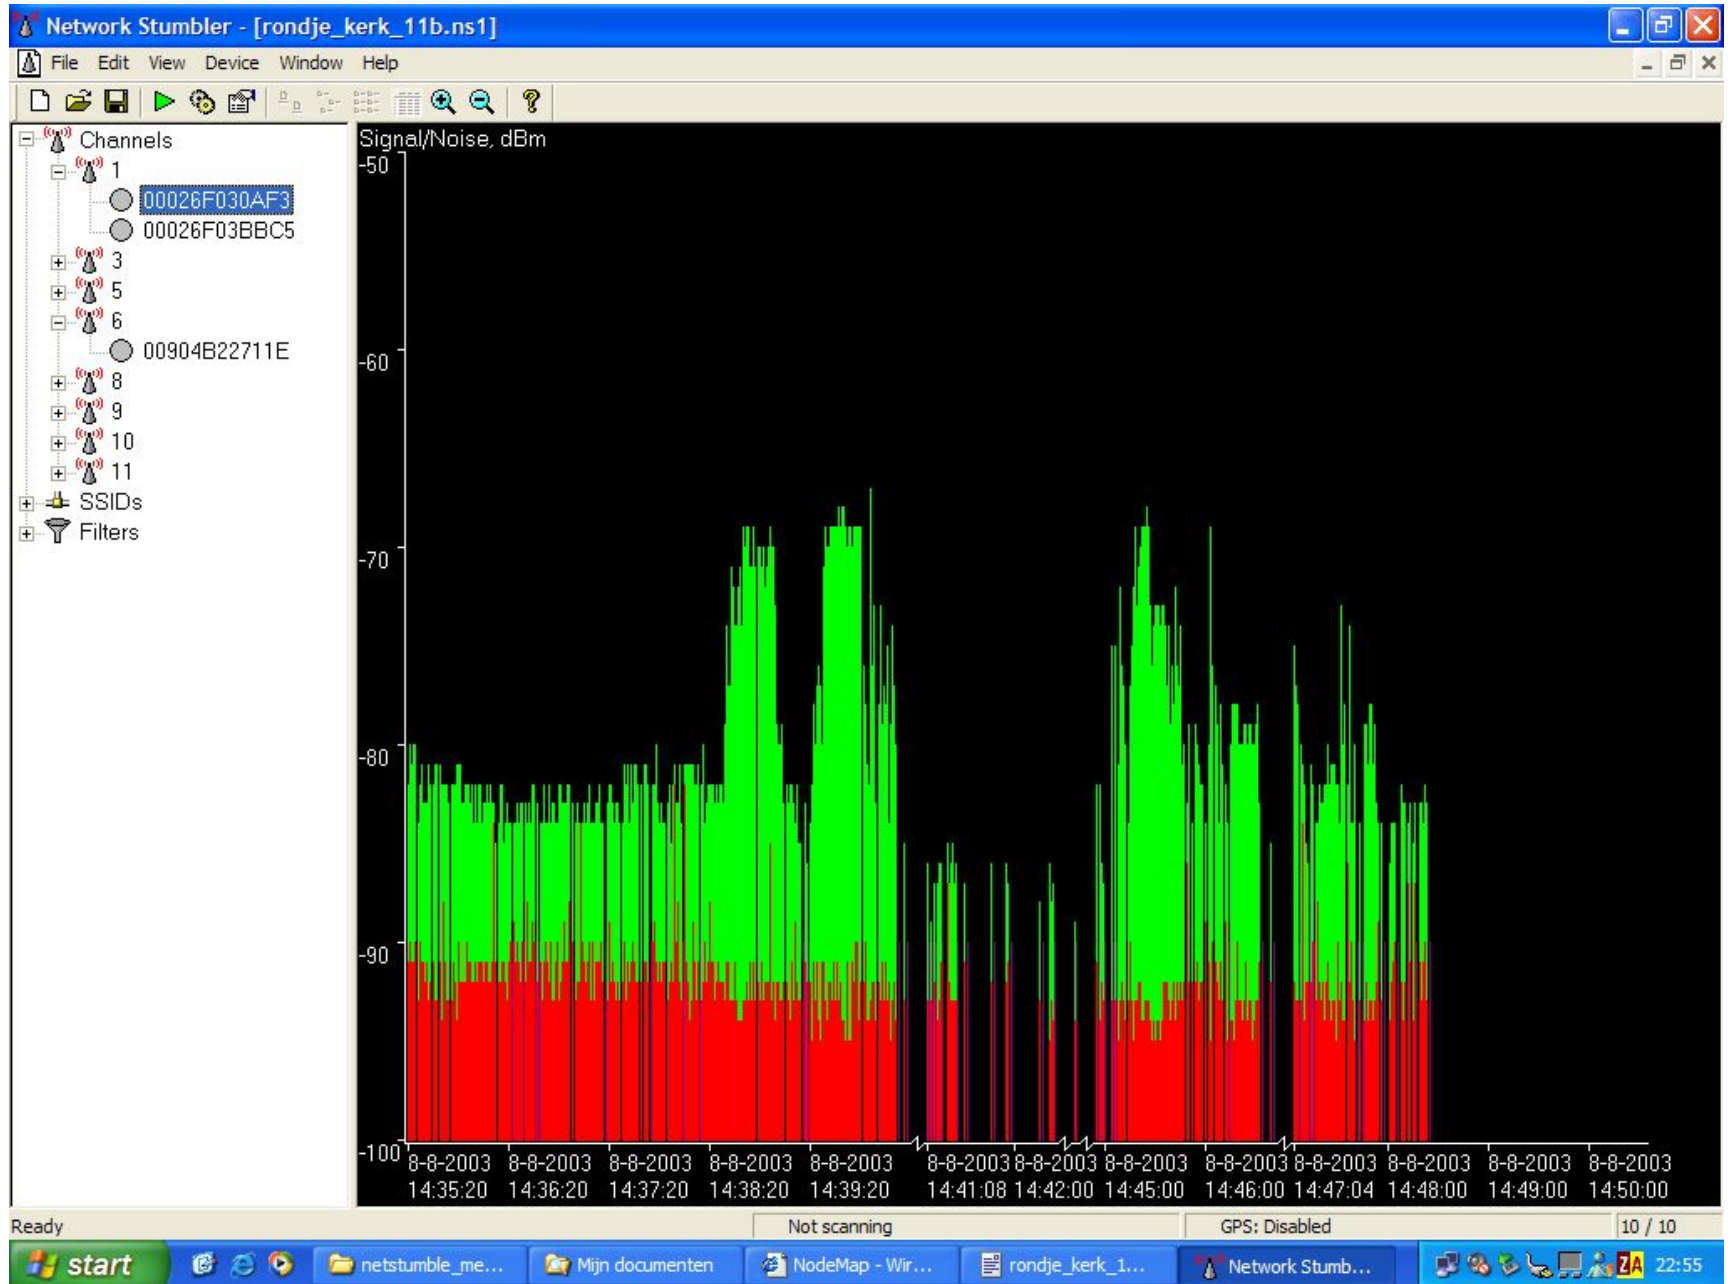 Network Stumbler - [rondje_kerk_11b.ns1]
File Edit View Device Window Help
Channels
1
00026F030AF3
00026F03BBC5
3
5
6
00904B22711E
8
9
10
11
SSIDs
Filters
Signal/Noise, dBm
-50
-60
-70
-80
-90
-100
8-8-2003 8-8-2003 8-8-2003 8-8-2003 8-8-2003 8-8-2003 8-8-2003 8-8-2003 8-8-2003 8-8-2003 8-8-2003 8-8-2003 8-8-2003
14:35:20 14:36:20 14:37:20 14:38:20 14:39:20 14:41:08 14:42:00 14:45:00 14:46:00 14:47:04 14:48:00 14:49:00 14:50:00
Ready Not scanning GPS: Disabled 10 / 10
start netstumble_me... Mijn documenten NodeMap - Wir... rondje_kerk_1... Network Stumb... ZA 22:55